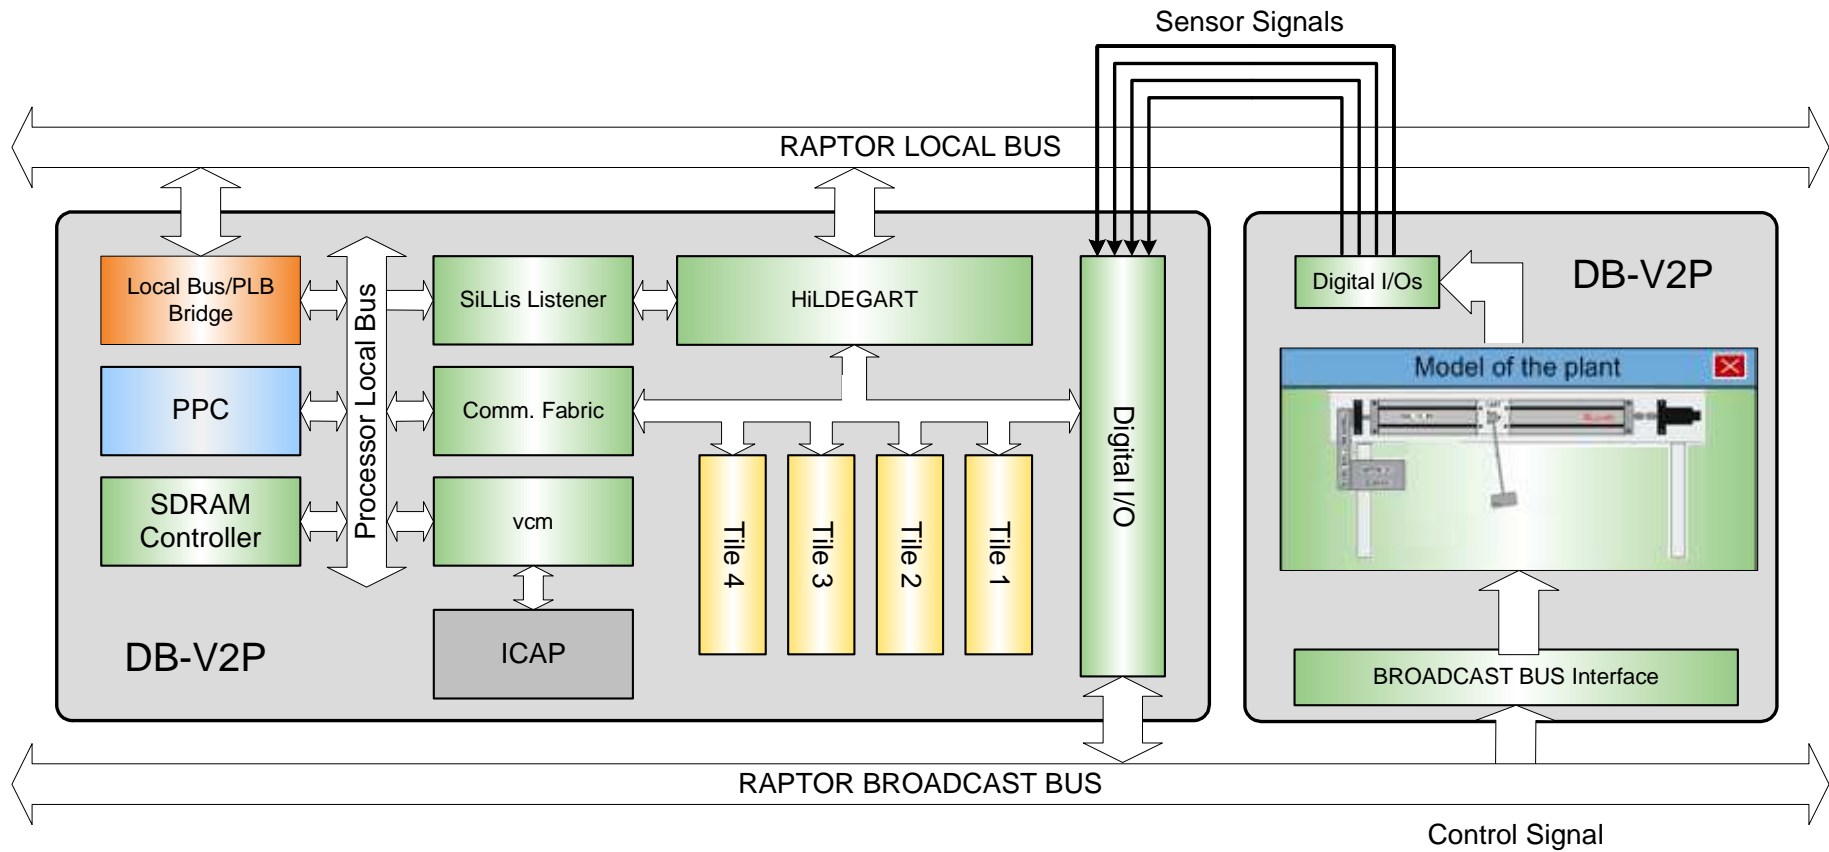 Sensor Signals
RAPTOR LOCAL BUS
Local Bus/PLB
Bridge
PPC
SDRAM
Controller
Processor Local Bus
SiLLis Listener
HiLDEGART
Comm. Fabric
vcm
ICAP
Tile 4
Tile 3
Tile 2
Tile 1
Digital I/O
DB-V2P
Digital I/Os
DB-V2P
Model of the plant
BROADCAST BUS Interface
RAPTOR BROADCAST BUS
Control Signal